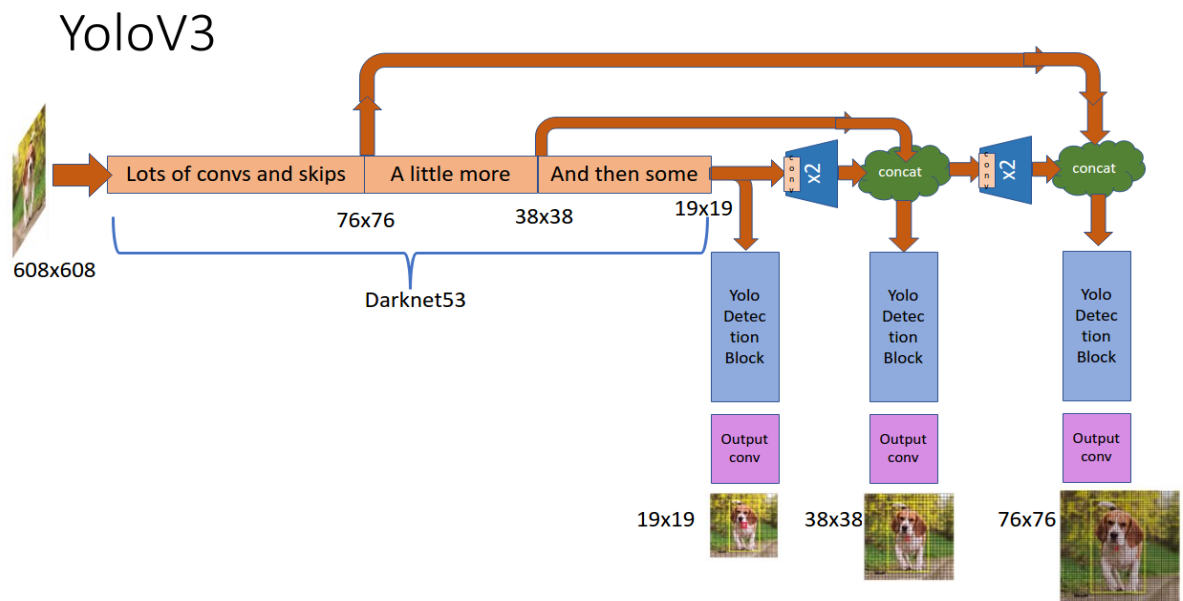 YoloV3
Lots of convs and skips
A little more
And then some
c
o
n
v
x2
concat
c
o
n
v
x2
concat
76x76
38x38
19x19
608x608
Darknet53
Yolo
Detec
tion
Block
Yolo
Detec
tion
Block
Yolo
Detec
tion
Block
Output
conv
Output
conv
Output
conv
19x19
38x38
76x76